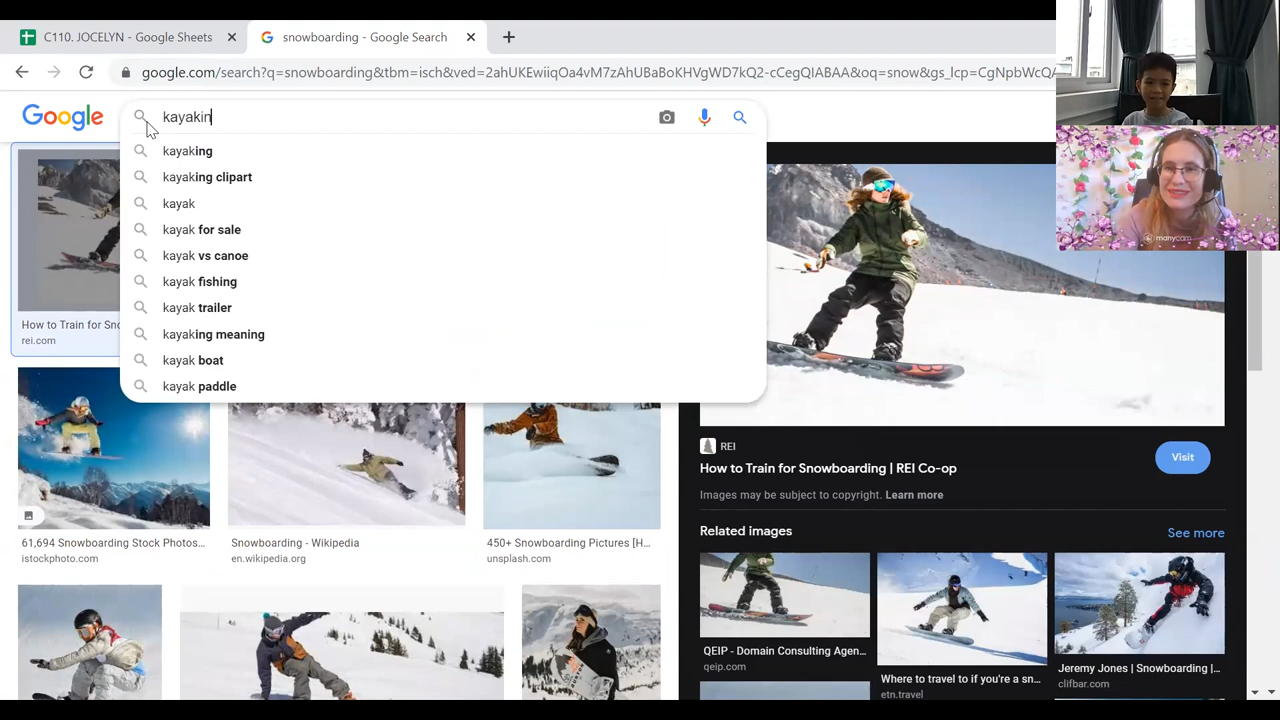 C110. JOCELYN - Google Sheets
snowboarding - Google Search
google.com/search?q=snowboarding&tbm=isch&ved=2ahUKEwiiqOa4vM7zAhUBaBoKHVgWD7kQ2-cCegQIABAA&oq=snow&gs_lcp=CgNpbWcQA
Google
kayakin
kayaking
kayaking clipart
kayak
kayak for sale
kayak vs canoe
kayak fishing
kayak trailer
kayaking meaning
kayak boat
kayak paddle
manycam
How to Train for Sno
rei.com
REI
Visit
How to Train for Snowboarding | REI Co-op
Images may be subject to copyright. Learn more
Related images
See more
61,694 Snowboarding Stock Photos...
istockphoto.com
Snowboarding - Wikipedia
en.wikipedia.org
450+ Snowboarding Pictures [H...
unsplash.com
QEIP - Domain Consulting Agen...
qeip.com
Where to travel to if you're a sn...
etn.travel
Jeremy Jones | Snowboarding |...
clifbar.com